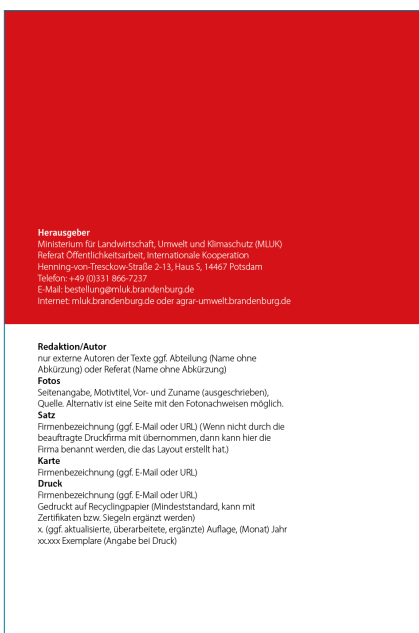 Herausgeber
Ministerium für Landwirtschaft, Umwelt und Klimaschutz (MLUK)
Referat Öffentlichkeitsarbeit, Internationale Kooperation
Henning-von-Tresckow-Straße 2-13, Haus S, 14467 Potsdam
Telefon: +49 (0)331 866-7237
E-Mail: bestellung@mluk.brandenburg.de
Internet: mluk.brandenburg.de oder agrar-umwelt.brandenburg.de
Redaktion/Autor
nur externe Autoren der Texte ggf. Abteilung (Name ohne
Abkürzung) oder Referat (Name ohne Abkürzung)
Fotos
Seitenangabe, Motivtitel, Vor- und Zuname (ausgeschrieben),
Quelle. Alternativ ist eine Seite mit den Fotonachweisen möglich.
Satz
Firmenbezeichnung (ggf. E-Mail oder URL) (Wenn nicht durch die
beauftragte Druckfirma mit übernommen, dann kann hier die
Firma benannt werden, die das Layout erstellt hat.)
Karte
Firmenbezeichnung (ggf. E-Mail oder URL)
Druck
Firmenbezeichnung (ggf. E-Mail oder URL)
Gedruckt auf Recyclingpapier (Mindeststandard, kann mit
Zertifikaten bzw. Siegeln ergänzt werden)
x. (ggf. aktualisierte, überarbeitete, ergänzte) Auflage, (Monat) Jahr
xx.xxx Exemplare (Angabe bei Druck)